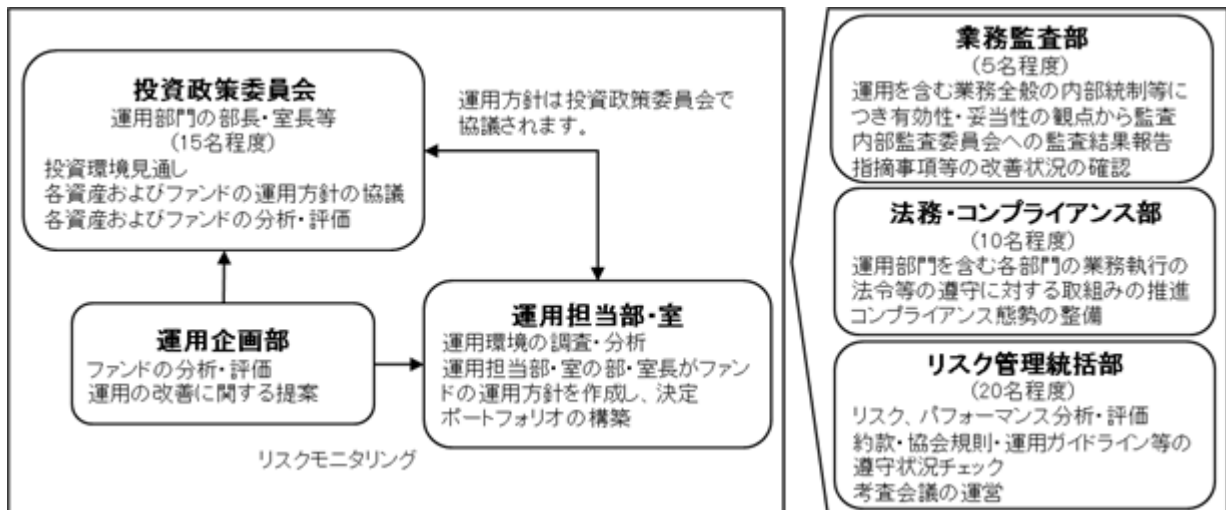 投資政策委員会
運用部門の部長・室長等
(15名程度)
投資環境見通し
各資産およびファンドの運用方針の協議
各資産およびファンドの分析・評価
運用方針は投資政策委員会で
協議されます。
運用企画部
ファンドの分析・評価
運用の改善に関する提案
運用担当部・室
運用環境の調査・分析
運用担当部・室の部・室長がファン
ドの運用方針を作成し、決定
ポートフォリオの構築
リスクモニタリング
業務監査部
(5名程度)
運用を含む業務全般の内部統制等に
つき有効性・妥当性の観点から監査
内部監査委員会への監査結果報告
指摘事項等の改善状況の確認
法務・コンプライアンス部
(10名程度)
運用部門を含む各部門の業務執行の
法令等の遵守に対する取組みの推進
コンプライアンス態勢の整備
リスク管理統括部
(20名程度)
リスク、パフォーマンス分析・評価
約款・協会規則・運用ガイドライン等の
遵守状況チェック
考査会議の運営